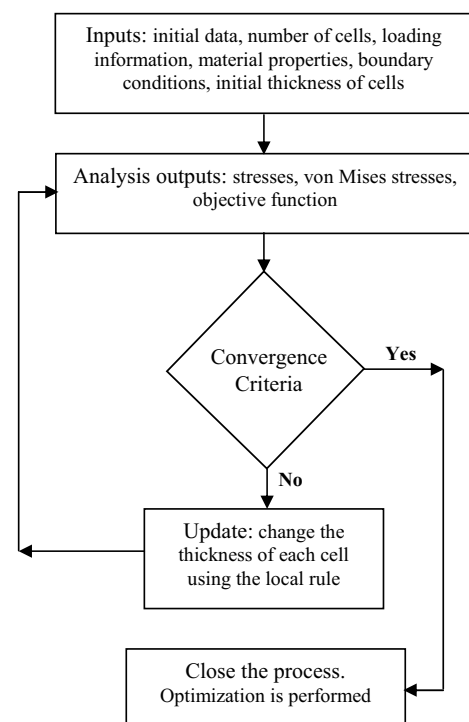 Inputs: initial data, number of cells, loading
information, material properties, boundary
conditions, initial thickness of cells
Analysis outputs: stresses, von Mises stresses,
objective function
Convergence
Criteria
Yes
No
Update: change the
thickness of each cell
using the local rule
Close the process.
Optimization is performed